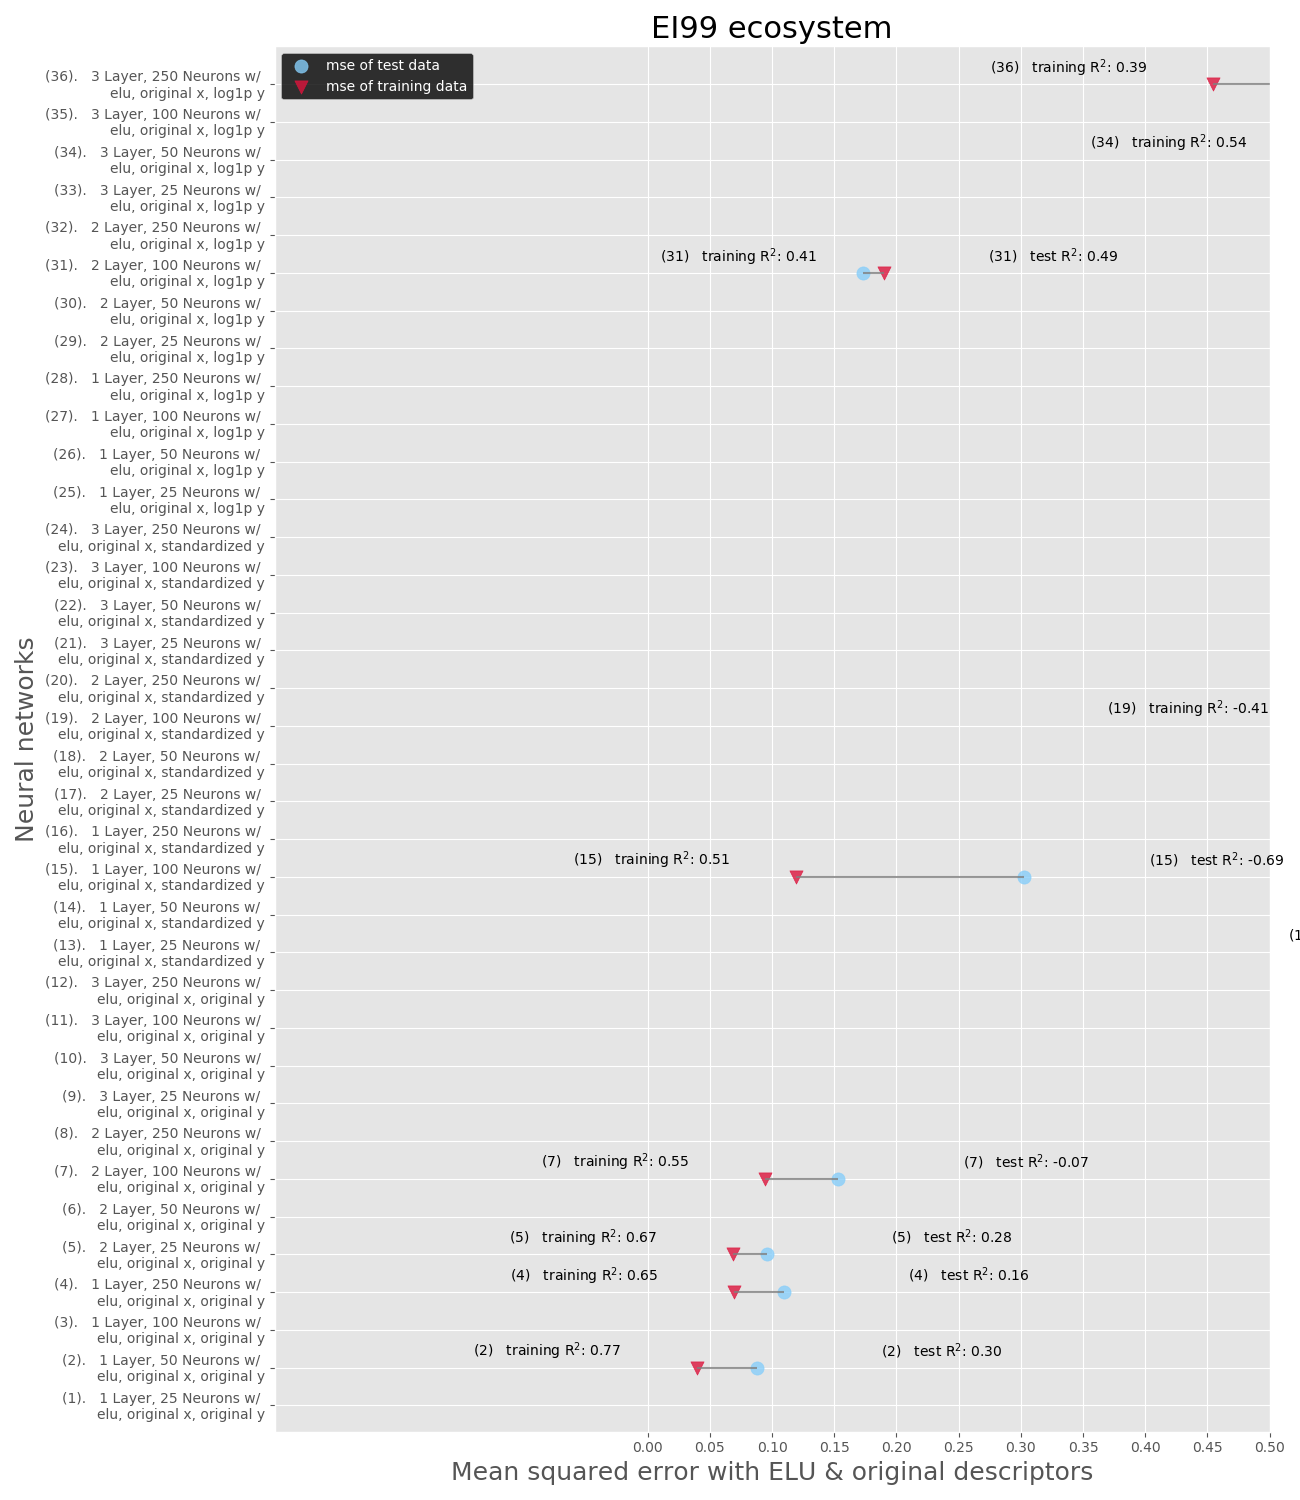 EI99 ecosystem
mse of test data
mse of training data
(36) training R²: 0.39
(36). 3 Layer, 250 Neurons w/
elu, original x, log1p y
(35). 3 Layer, 100 Neurons w/
elu, original x, log1p y
(34) training R²: 0.54
(34). 3 Layer, 50 Neurons w/
elu, original x, log1p y
(33). 3 Layer, 25 Neurons w/
elu, original x, log1p y
(32). 2 Layer, 250 Neurons w/
elu, original x, log1p y
(31) training R²: 0.41
(31) test R²: 0.49
(31). 2 Layer, 100 Neurons w/
elu, original x, log1p y
(30). 2 Layer, 50 Neurons w/
elu, original x, log1p y
(29). 2 Layer, 25 Neurons w/
elu, original x, log1p y
(28). 1 Layer, 250 Neurons w/
elu, original x, log1p y
(27). 1 Layer, 100 Neurons w/
elu, original x, log1p y
(26). 1 Layer, 50 Neurons w/
elu, original x, log1p y
(25). 1 Layer, 25 Neurons w/
elu, original x, log1p y
(24). 3 Layer, 250 Neurons w/
elu, original x, standardized y
(23). 3 Layer, 100 Neurons w/
elu, original x, standardized y
(22). 3 Layer, 50 Neurons w/
elu, original x, standardized y
(21). 3 Layer, 25 Neurons w/
elu, original x, standardized y
(20). 2 Layer, 250 Neurons w/
elu, original x, standardized y
(19) training R²: -0.41
(19). 2 Layer, 100 Neurons w/
elu, original x, standardized y
(18). 2 Layer, 50 Neurons w/
elu, original x, standardized y
(17). 2 Layer, 25 Neurons w/
elu, original x, standardized y
(16). 1 Layer, 250 Neurons w/
elu, original x, standardized y
(15) training R²: 0.51
(15) test R²: -0.69
(15). 1 Layer, 100 Neurons w/
elu, original x, standardized y
(14). 1 Layer, 50 Neurons w/
elu, original x, standardized y
(13). 1 Layer, 25 Neurons w/
elu, original x, standardized y
(12). 3 Layer, 250 Neurons w/
elu, original x, original y
(11). 3 Layer, 100 Neurons w/
elu, original x, original y
(10). 3 Layer, 50 Neurons w/
elu, original x, original y
(9). 3 Layer, 25 Neurons w/
elu, original x, original y
(8). 2 Layer, 250 Neurons w/
elu, original x, original y
(7) training R²: 0.55
(7) test R²: -0.07
(7). 2 Layer, 100 Neurons w/
elu, original x, original y
(6). 2 Layer, 50 Neurons w/
elu, original x, original y
(5) training R²: 0.67
(5) test R²: 0.28
(5). 2 Layer, 25 Neurons w/
elu, original x, original y
(4) training R²: 0.65
(4) test R²: 0.16
(4). 1 Layer, 250 Neurons w/
elu, original x, original y
(3). 1 Layer, 100 Neurons w/
elu, original x, original y
(2) training R²: 0.77
(2) test R²: 0.30
(2). 1 Layer, 50 Neurons w/
elu, original x, original y
(1). 1 Layer, 25 Neurons w/
elu, original x, original y
Neural networks
0.00 0.05 0.10 0.15 0.20 0.25 0.30 0.35 0.40 0.45 0.50
Mean squared error with ELU & original descriptors